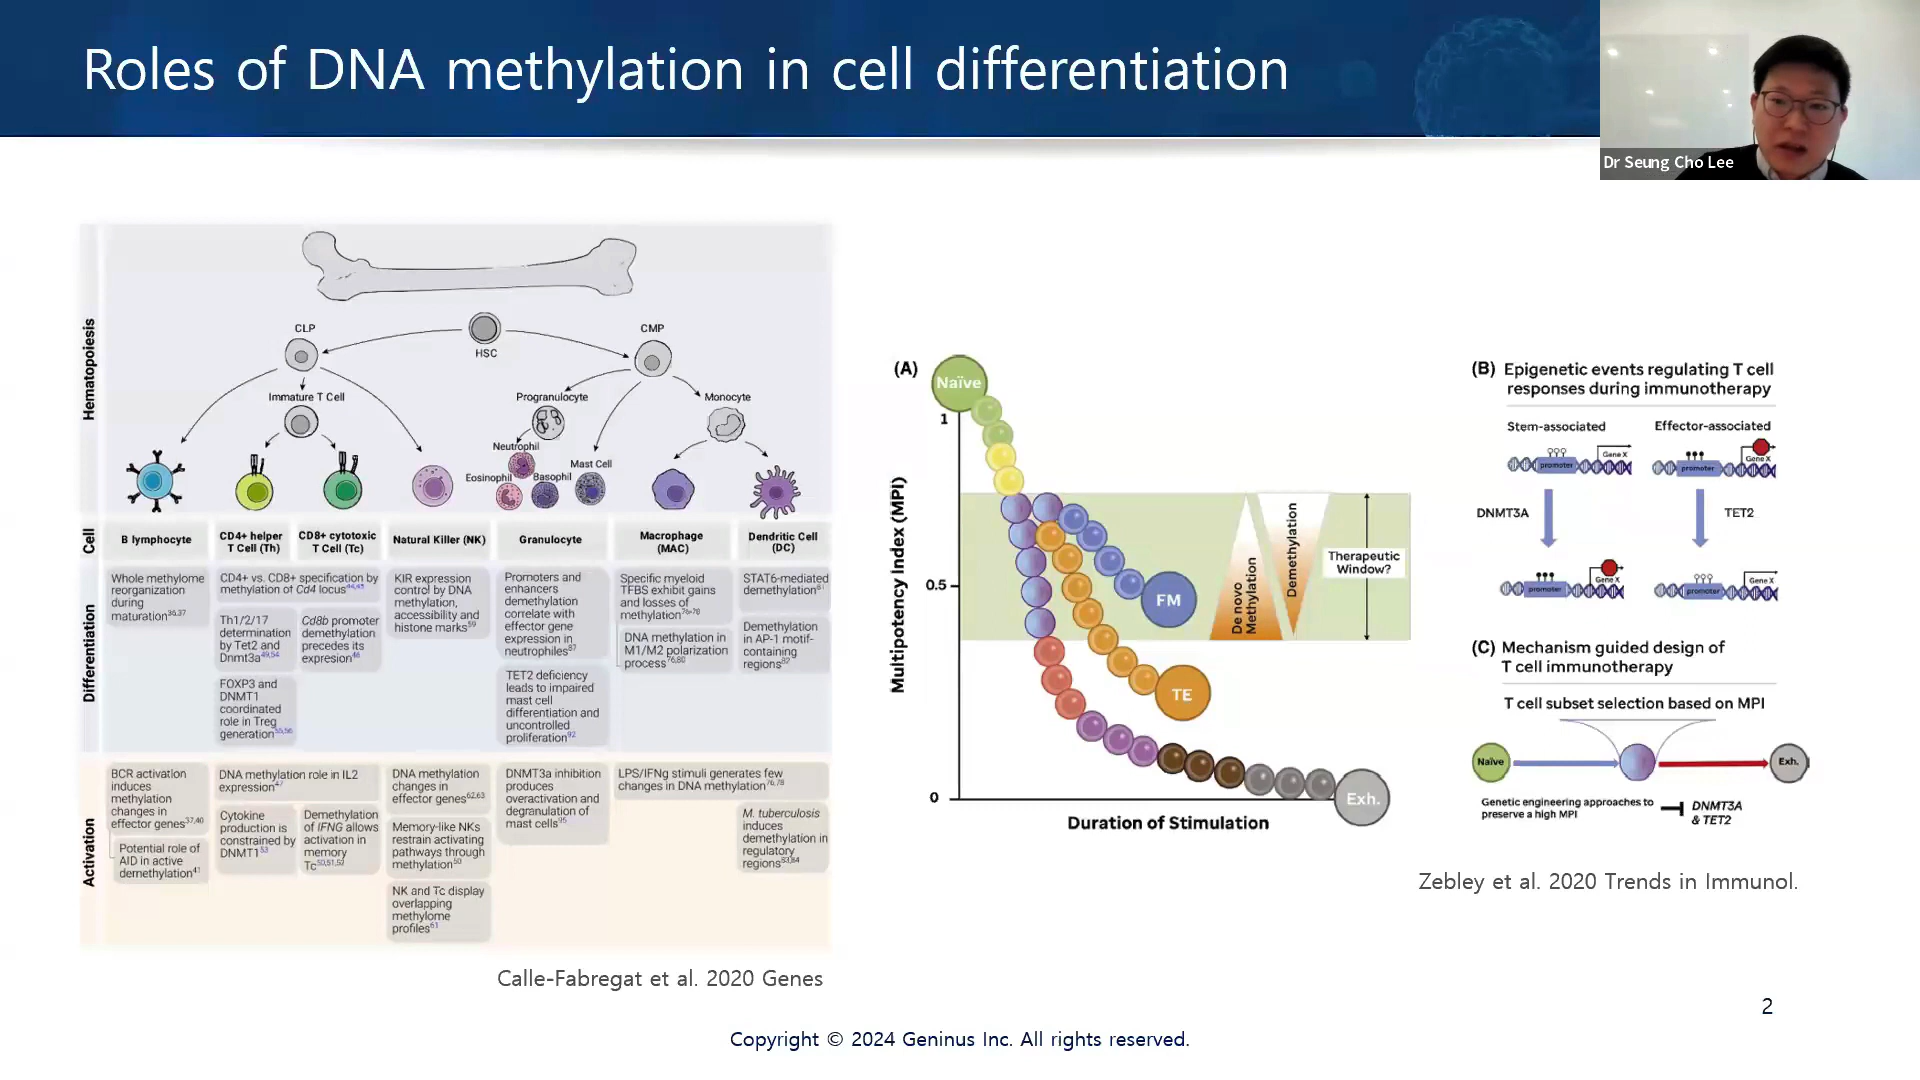 Roles of DNA methylation in cell differentiation
Dr Seung Cho Lee
Hematopoiesis
CLP
HSC
CMP
Immature T Cell
Progranulocyte
Monocyte
Neutrophil
Eosinophil
Basophil
Mast Cell
Cell
B lymphocyte
CD4+ helper
T Cell (Th)
CD8+ cytotoxic
T Cell (Tc)
Natural Killer (NK)
Granulocyte
Macrophage
(MAC)
Dendritic Cell
(DC)
Differentiation
Whole methylome
reorganization
during
maturation36,37
CD4+ vs. CD8+ specification by
methylation of Cd4 locus44,45
Th1/2/17
determination
by Tet2 and
Dnmt3a49,54
Cd8b promoter
demethylation
precedes its
expresion46
FOXP3 and
DNMT1
coordinated
role in Treg
generation55,56
KIR expression
control by DNA
methylation,
accessibility and
histone marks59
Promoters and
enhancers
demethylation
correlate with
effector gene
expression in
neutrophiles87
TET2 deficiency
leads to impaired
mast cell
differentiation and
uncontrolled
proliferation92
Specific myeloid
TFBS exhibit gains
and losses of
methylation76-78
DNA methylation in
M1/M2 polarization
process76,80
STAT6-mediated
demethylation81
Demethylation
in AP-1 motif-
containing
regions82
Activation
BCR activation
induces
methylation
changes in
effector genes37,40
Potential role of
AID in active
demethylation41
DNA methylation role in IL2
expression47
Cytokine
production is
constrained by
DNMT153
Demethylation
of IFNG allows
activation in
memory
Tc50,51,52
DNA methylation
changes in
effector genes62,63
Memory-like NKs
restrain activating
pathways through
methylation50
NK and Tc display
overlapping
methylome
profiles61
DNMT3a inhibition
produces
overactivation and
degranulation of
mast cells95
LPS/IFNg stimuli generates few
changes in DNA methylation76,78
M. tuberculosis
induces
demethylation in
regulatory
regions83,84
Calle-Fabregat et al. 2020 Genes
(A)
Naïve
1
0.5
0
Multipotency Index (MPI)
FM
TE
Exh.
De novo
Methylation
Demethylation
Therapeutic
Window?
Duration of Stimulation
(B) Epigenetic events regulating T cell
responses during immunotherapy
Stem-associated
Effector-associated
promoter
Gene X
promoter
Gene X
DNMT3A
TET2
promoter
Gene X
promoter
Gene X
(C) Mechanism guided design of
T cell immunotherapy
T cell subset selection based on MPI
Naïve
Exh.
Genetic engineering approaches to
preserve a high MPI
DNMT3A
& TET2
Zebley et al. 2020 Trends in Immunol.
2
Copyright © 2024 Geninus Inc. All rights reserved.